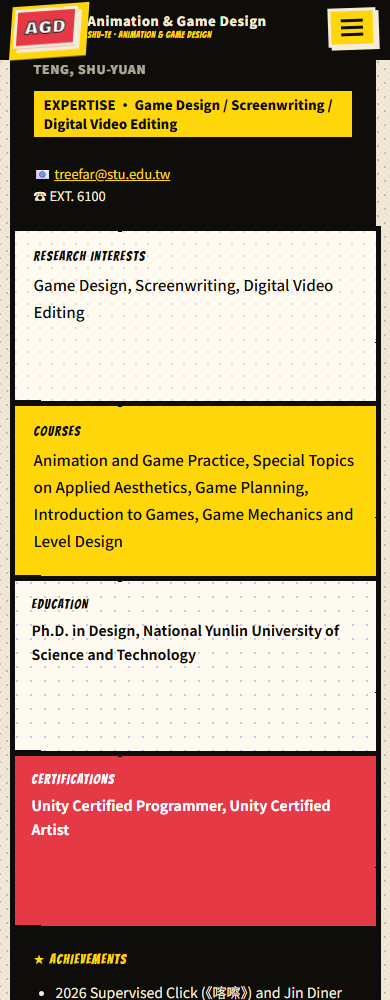 AGD
Animation & Game Design
SHU-TE • ANIMATION & GAME DESIGN
TENG, SHU-YUAN
EXPERTISE • Game Design / Screenwriting /
Digital Video Editing
treefar@stu.edu.tw
☎ EXT. 6100
RESEARCH INTERESTS
Game Design, Screenwriting, Digital Video
Editing
COURSES
Animation and Game Practice, Special Topics
on Applied Aesthetics, Game Planning,
Introduction to Games, Game Mechanics and
Level Design
EDUCATION
Ph.D. in Design, National Yunlin University of
Science and Technology
CERTIFICATIONS
Unity Certified Programmer, Unity Certified
Artist
★ ACHIEVEMENTS
• 2026 Supervised Click (《喀嚓》) and Jin Diner